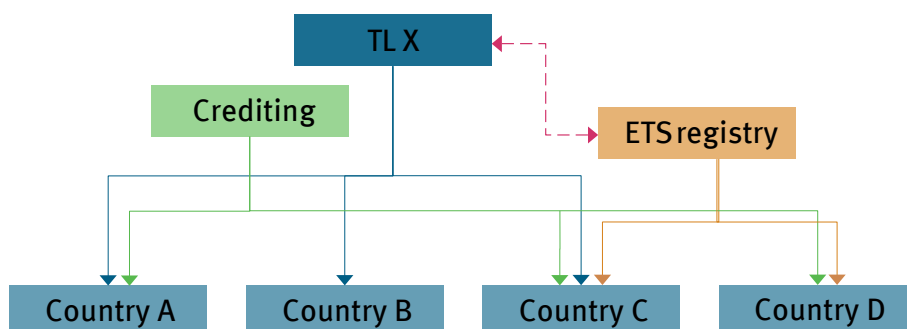 TL X
Crediting
ETS registry
Country A
Country B
Country C
Country D